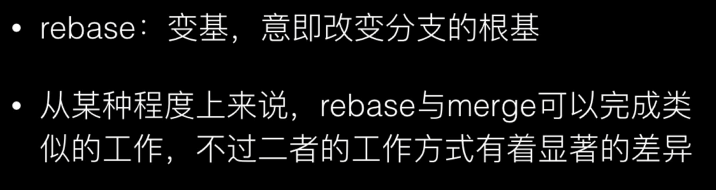 • rebase：变基，意即改变分支的根基
• 从某种程度上来说，rebase与merge可以完成类
似的工作，不过二者的工作方式有着显著的差异